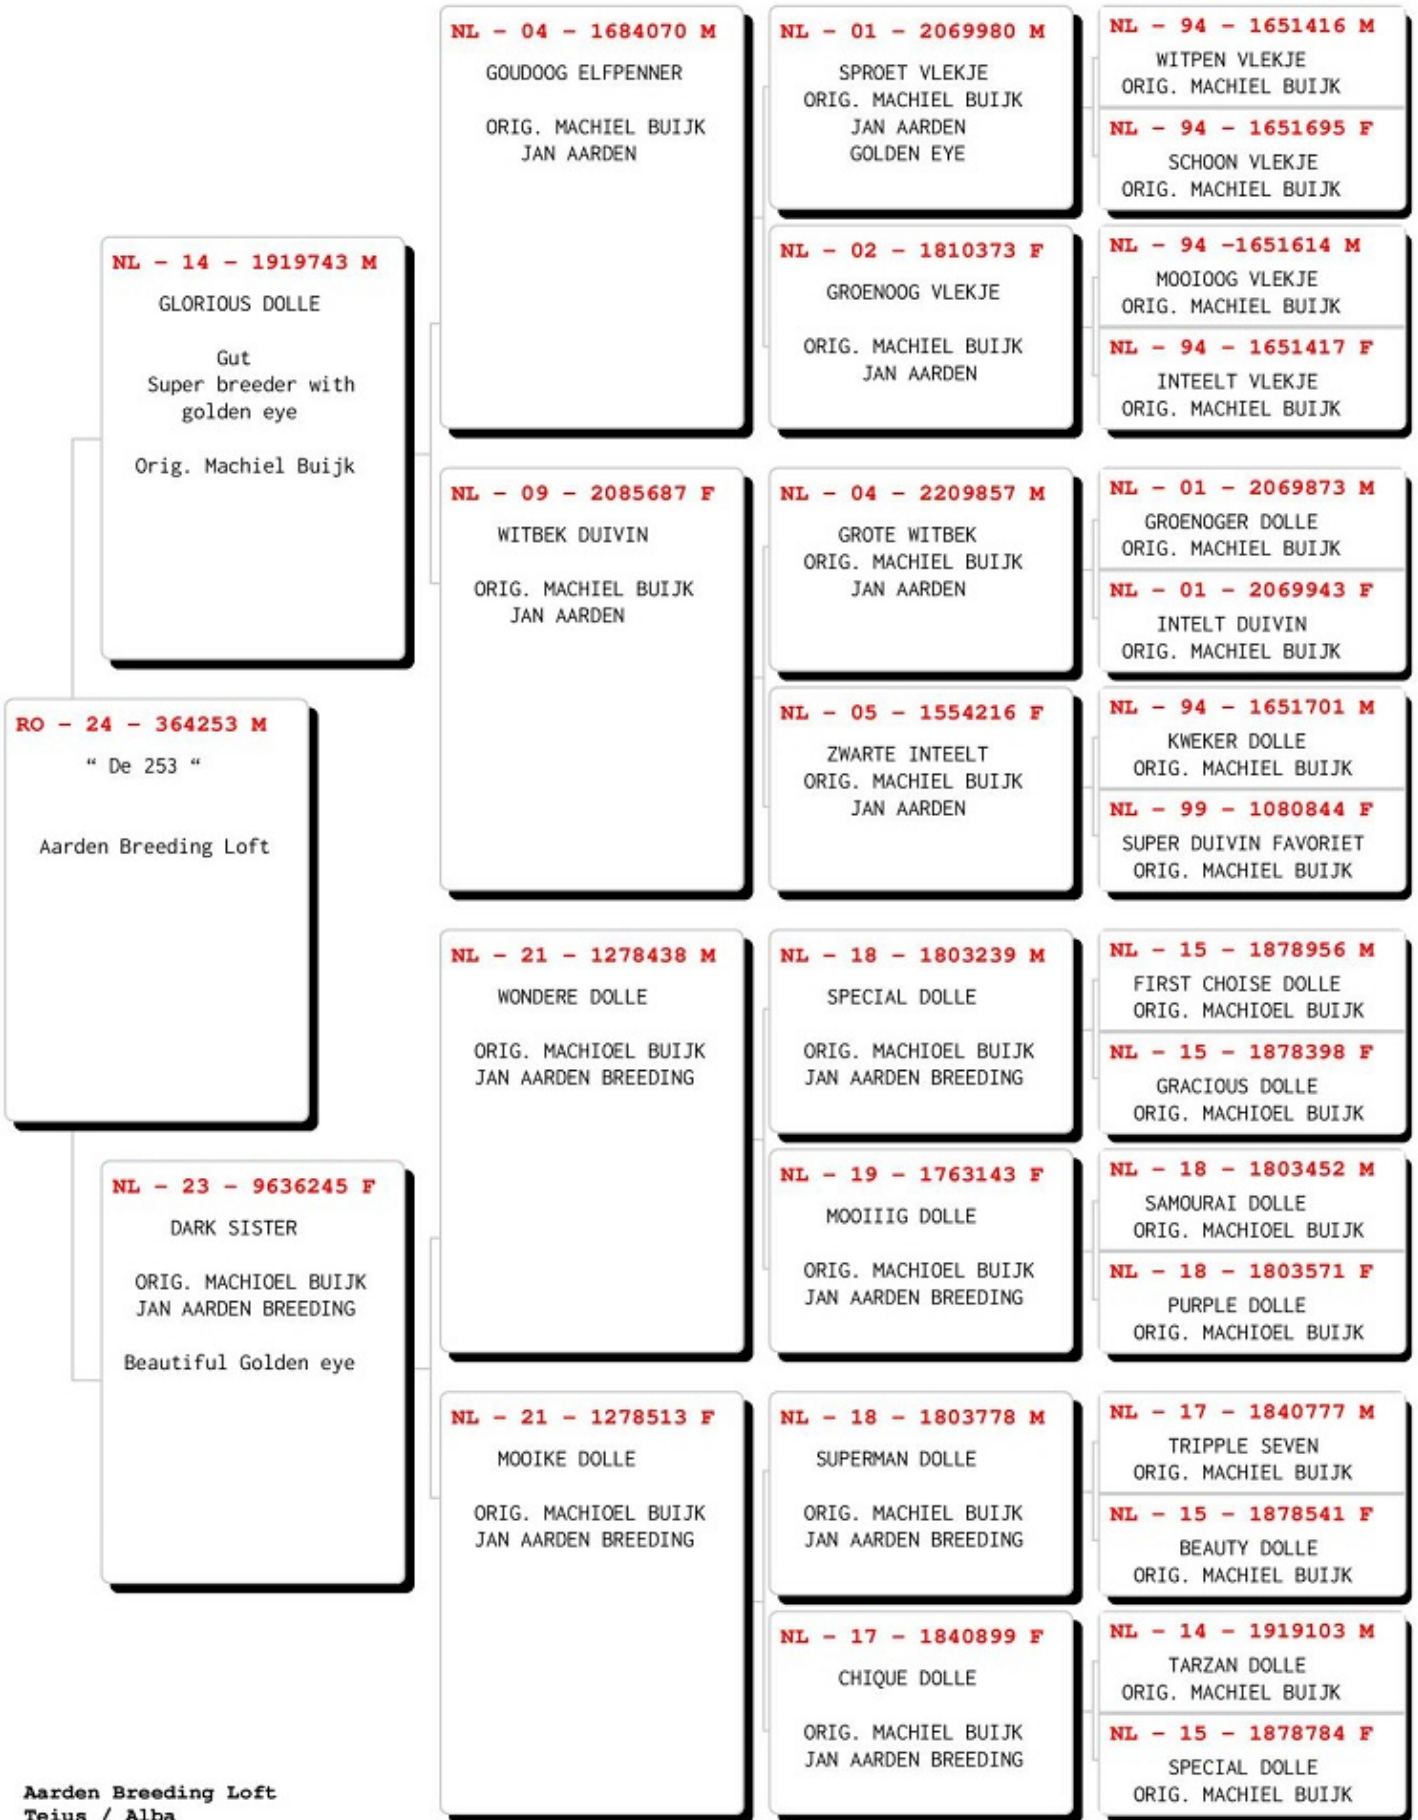 NL - 04 - 1684070 M
GOUDOOG ELFPENNER
ORIG. MACHIEL BUIJK
JAN AARDEN
NL - 01 - 2069980 M
SPROET VLEKJE
ORIG. MACHIEL BUIJK
JAN AARDEN
GOLDEN EYE
NL - 94 - 1651416 M
WITPEN VLEKJE
ORIG. MACHIEL BUIJK
NL - 94 - 1651695 F
SCHOON VLEKJE
ORIG. MACHIEL BUIJK
NL - 14 - 1919743 M
GLORIOUS DOLLE
Gut
Super breeder with
golden eye
Orig. Machiel Buijk
NL - 02 - 1810373 F
GROENOOG VLEKJE
ORIG. MACHIEL BUIJK
JAN AARDEN
NL - 94 -1651614 M
MOOIOOG VLEKJE
ORIG. MACHIEL BUIJK
NL - 94 - 1651417 F
INTEELT VLEKJE
ORIG. MACHIEL BUIJK
NL - 09 - 2085687 F
WITBEK DUIVIN
ORIG. MACHIEL BUIJK
JAN AARDEN
NL - 04 - 2209857 M
GROTE WITBEK
ORIG. MACHIEL BUIJK
JAN AARDEN
NL - 01 - 2069873 M
GROENOGER DOLLE
ORIG. MACHIEL BUIJK
NL - 01 - 2069943 F
INTELT DUIVIN
ORIG. MACHIEL BUIJK
RO - 24 - 364253 M
“ De 253 “
Aarden Breeding Loft
NL - 05 - 1554216 F
ZWARTE INTEELT
ORIG. MACHIEL BUIJK
JAN AARDEN
NL - 94 - 1651701 M
KWEKER DOLLE
ORIG. MACHIEL BUIJK
NL - 99 - 1080844 F
SUPER DUIVIN FAVORIET
ORIG. MACHIEL BUIJK
NL - 21 - 1278438 M
WONDERE DOLLE
ORIG. MACHIOEL BUIJK
JAN AARDEN BREEDING
NL - 18 - 1803239 M
SPECIAL DOLLE
ORIG. MACHIOEL BUIJK
JAN AARDEN BREEDING
NL - 15 - 1878956 M
FIRST CHOISE DOLLE
ORIG. MACHIOEL BUIJK
NL - 15 - 1878398 F
GRACIOUS DOLLE
ORIG. MACHIOEL BUIJK
NL - 23 - 9636245 F
DARK SISTER
ORIG. MACHIOEL BUIJK
JAN AARDEN BREEDING
Beautiful Golden eye
NL - 19 - 1763143 F
MOOIIIG DOLLE
ORIG. MACHIOEL BUIJK
JAN AARDEN BREEDING
NL - 18 - 1803452 M
SAMOURAI DOLLE
ORIG. MACHIOEL BUIJK
NL - 18 - 1803571 F
PURPLE DOLLE
ORIG. MACHIOEL BUIJK
NL - 21 - 1278513 F
MOOIKE DOLLE
ORIG. MACHIOEL BUIJK
JAN AARDEN BREEDING
NL - 18 - 1803778 M
SUPERMAN DOLLE
ORIG. MACHIEL BUIJK
JAN AARDEN BREEDING
NL - 17 - 1840777 M
TRIPPLE SEVEN
ORIG. MACHIEL BUIJK
NL - 15 - 1878541 F
BEAUTY DOLLE
ORIG. MACHIEL BUIJK
NL - 17 - 1840899 F
CHIQUE DOLLE
ORIG. MACHIEL BUIJK
JAN AARDEN BREEDING
NL - 14 - 1919103 M
TARZAN DOLLE
ORIG. MACHIEL BUIJK
NL - 15 - 1878784 F
SPECIAL DOLLE
ORIG. MACHIEL BUIJK
Aarden Breeding Loft
Teius / Alba